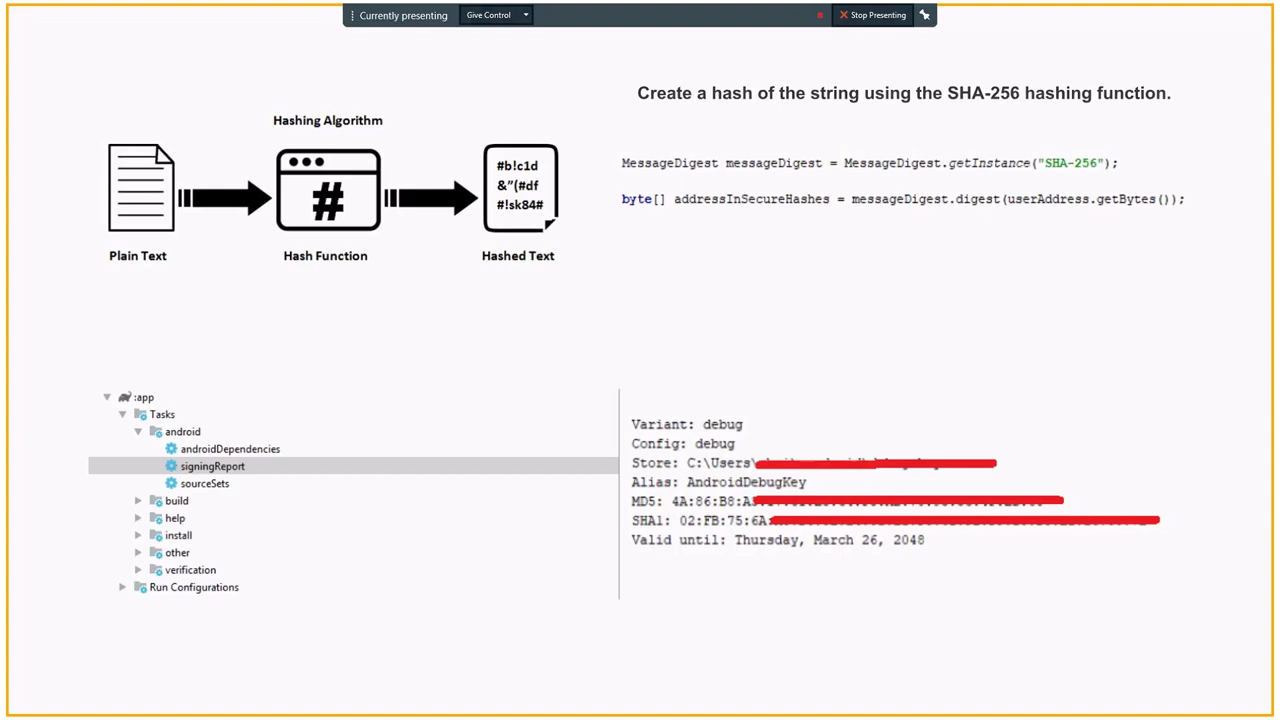 Currently presenting Give Control Stop Presenting
Create a hash of the string using the SHA-256 hashing function.
Hashing Algorithm
#
#b!c1d
&"(#df
#!sk84#
Plain Text Hash Function Hashed Text
MessageDigest messageDigest = MessageDigest.getInstance("SHA-256");
byte[] addressInSecureHashes = messageDigest.digest(userAddress.getBytes());
:app
Tasks
android
androidDependencies
signingReport
sourceSets
build
help
install
other
verification
Run Configurations
Variant: debug
Config: debug
Store: C:\Users\
Alias: AndroidDebugKey
MD5: 4A:86:B8:
SHA1: 02:FB:75:6A:
Valid until: Thursday, March 26, 2048